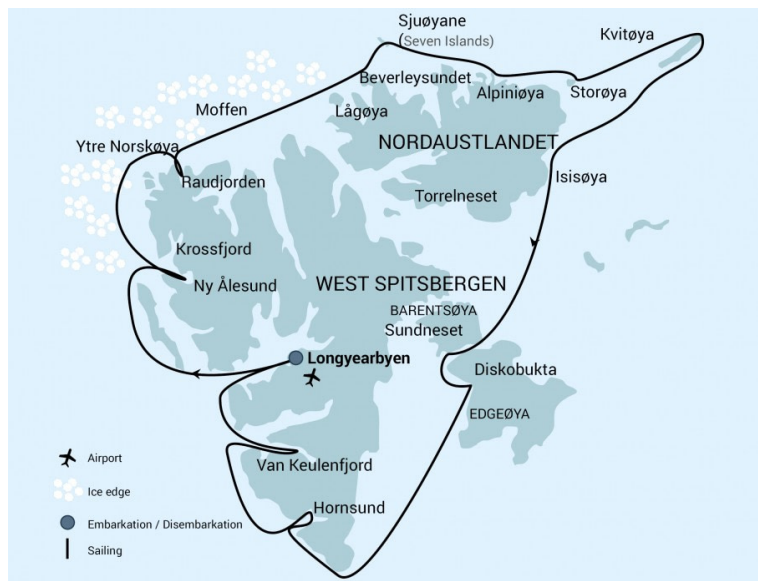 Sjuøyane
(Seven Islands)
Kvitøya
Beverleysundet
Alpiniøya
Storøya
Moffen
Lågøya
NORDAUSTLANDET
Ytre Norskøya
Raudjorden
Isisøya
Torrelneset
Krossfjord
Ny Ålesund
WEST SPITSBERGEN
BARENTSØYA
Sundneset
Longyearbyen
Diskobukta
EDGEØYA
Van Keulenfjord
Hornsund
Airport
Ice edge
Embarkation / Disembarkation
Sailing